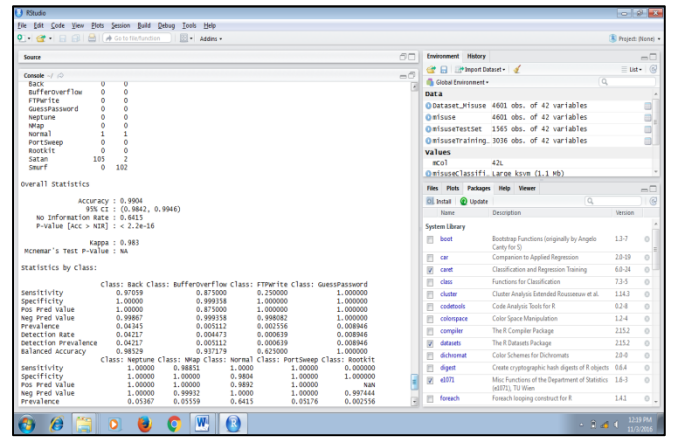 RStudio
File Edit Code View Plots Session Build Debug Tools Help
Go to file/function Addins
Project: (None)
Source
Console ~/
Back 0 0
BufferOverflow 0 0
FTPWrite 0 0
GuessPassword 0 0
Neptune 0 0
NMap 0 0
Normal 1 1
PortSweep 0 0
Rootkit 0 0
Satan 105 2
Smurf 0 102
Overall Statistics
Accuracy : 0.9904
95% CI : (0.9842, 0.9946)
No Information Rate : 0.6415
P-Value [Acc > NIR] : < 2.2e-16
Kappa : 0.983
Mcnemar's Test P-Value : NA
Statistics by Class:
Class: Back Class: BufferOverflow Class: FTPWrite Class: GuessPassword
Sensitivity 0.97059 0.875000 0.250000 1.000000
Specificity 1.00000 0.999358 1.000000 1.000000
Pos Pred Value 1.00000 0.875000 1.000000 1.000000
Neg Pred Value 0.99867 0.999358 0.998082 1.000000
Prevalence 0.04345 0.005112 0.002556 0.008946
Detection Rate 0.04217 0.004473 0.000639 0.008946
Detection Prevalence 0.04217 0.005112 0.000639 0.008946
Balanced Accuracy 0.98529 0.937179 0.625000 1.000000
Class: Neptune Class: NMap Class: Normal Class: PortSweep Class: Rootkit
Sensitivity 1.00000 0.98851 1.0000 1.00000 0.000000
Specificity 1.00000 1.00000 0.9804 1.00000 1.000000
Pos Pred Value 1.00000 1.00000 0.9892 1.00000 NaN
Neg Pred Value 1.00000 0.99932 1.0000 1.00000 0.997444
Prevalence 0.05367 0.05559 0.6415 0.05176 0.002556
Environment History
Import Dataset List
Global Environment
Data
Dataset_Misuse 4601 obs. of 42 variables
misuse 4601 obs. of 42 variables
misuseTestSet 1565 obs. of 42 variables
misuseTraining… 3036 obs. of 42 variables
Values
mCol 42L
misuseClassifi… Large ksvm (1.1 Mb)
Files Plots Packages Help Viewer
Install Update
Name Description Version
System Library
boot Bootstrap Functions (originally by Angelo Canty for S) 1.3-7
car Companion to Applied Regression 2.0-19
caret Classification and Regression Training 6.0-24
class Functions for Classification 7.3-5
cluster Cluster Analysis Extended Rousseeuw et al. 1.14.3
codetools Code Analysis Tools for R 0.2-8
colorspace Color Space Manipulation 1.2-4
compiler The R Compiler Package 2.15.2
datasets The R Datasets Package 2.15.2
dichromat Color Schemes for Dichromats 2.0-0
digest Create cryptographic hash digests of R objects 0.6.4
e1071 Misc Functions of the Department of Statistics (e1071), TU Wien 1.6-3
foreach Foreach looping construct for R 1.4.1
12:19 PM
11/3/2016